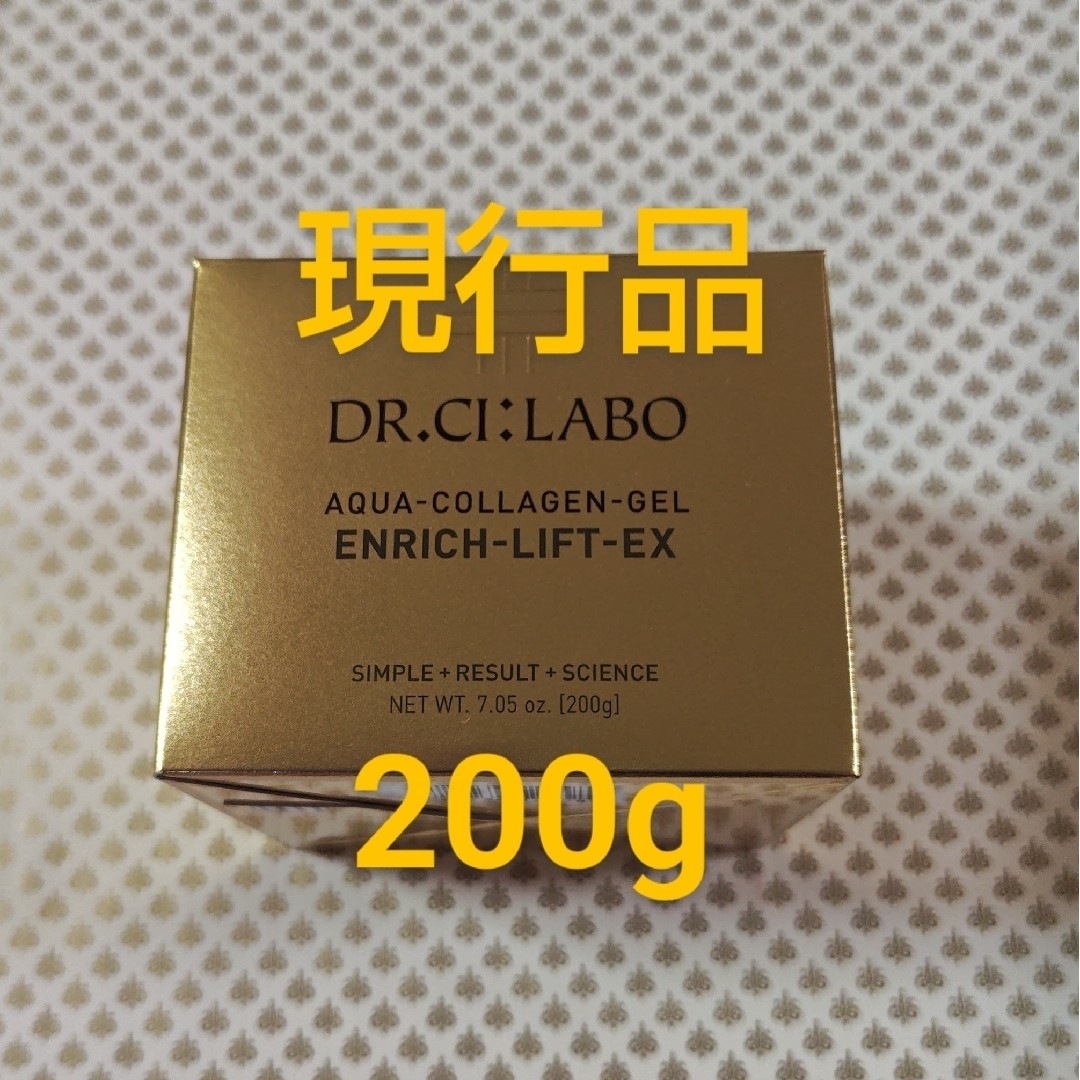 現行品
DR.CI:LABO
AQUA-COLLAGEN-GEL
ENRICH-LIFT-EX
SIMPLE + RESULT + SCIENCE
NET WT. 7.05 oz. [200g]
200g